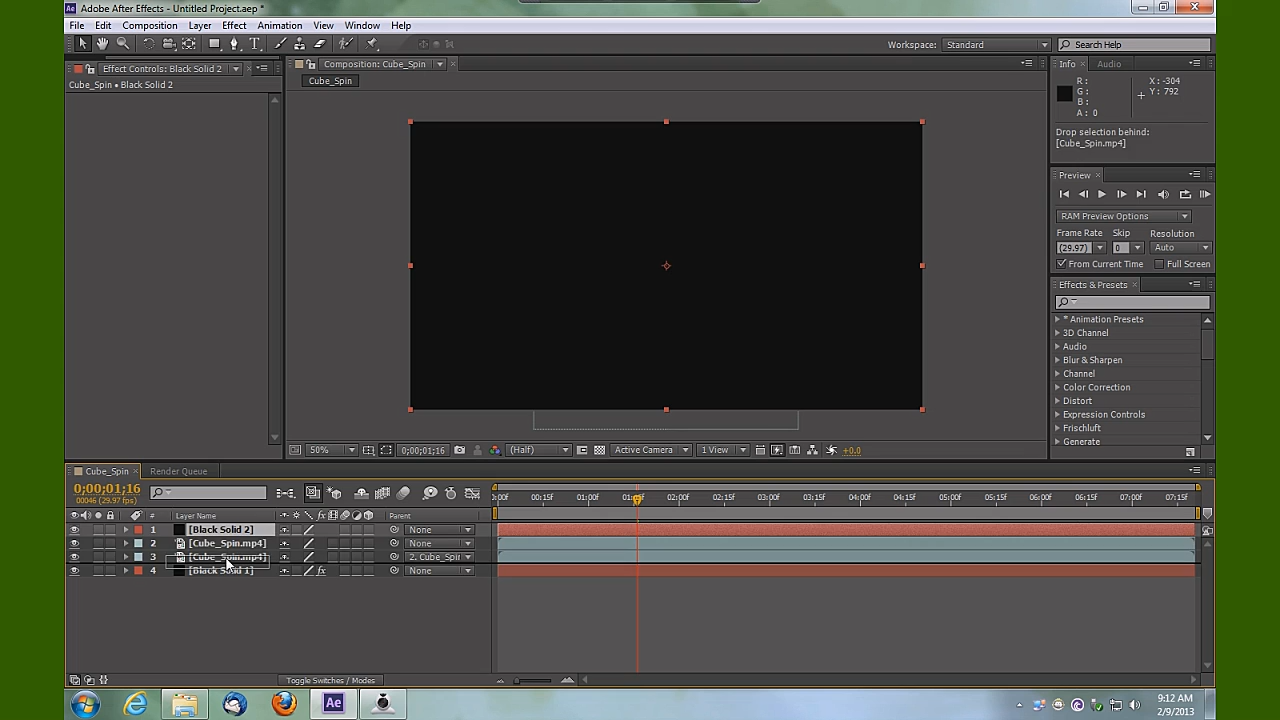 Adobe After Effects - Untitled Project.aep *
File Edit Composition Layer Effect Animation View Window Help
Workspace: Standard Search Help
Effect Controls: Black Solid 2
Cube_Spin • Black Solid 2
Composition: Cube_Spin
Cube_Spin
Info Audio
R :
G :
B :
A : 0
X : -304
Y : 792
Drop selection behind:
[Cube_Spin.mp4]
Preview
RAM Preview Options
Frame Rate Skip Resolution
(29.97) 0 Auto
From Current Time Full Screen
Effects & Presets
* Animation Presets
3D Channel
Audio
Blur & Sharpen
Channel
Color Correction
Distort
Expression Controls
Frischluft
Generate
50% 0;00;01;16 (Half) Active Camera 1 View +0.0
Cube_Spin Render Queue
0;00;01;16
00046 (29.97 fps)
# Layer Name Parent
1 [Black Solid 2] None
2 [Cube_Spin.mp4] None
3 [Cube_Spin.mp4] 2. Cube_Spin
4 [Black Solid 1] fx None
:00f 00:15f 01:00f 01:15f 02:00f 02:15f 03:00f 03:15f 04:00f 04:15f 05:00f 05:15f 06:00f 06:15f 07:00f 07:15f
Toggle Switches / Modes
Ae
9:12 AM
2/9/2013